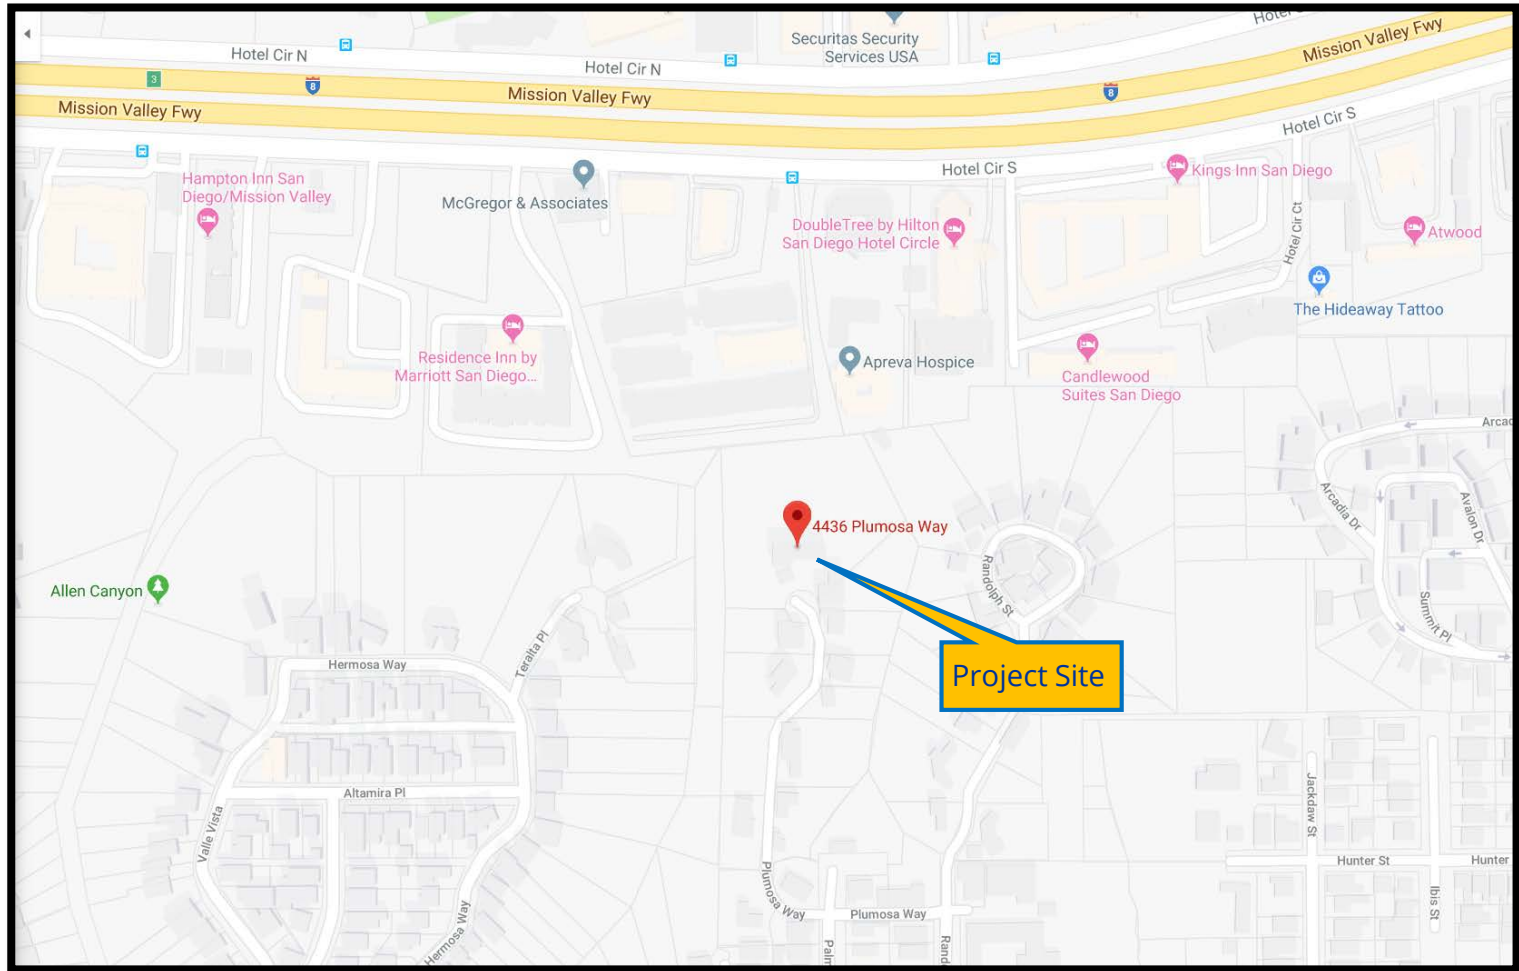 Hotel Cir N
Hotel Cir N
Securitas Security
Services USA
Mission Valley Fwy
3
8
Mission Valley Fwy
8
Mission Valley Fwy
Hotel Cir S
Hotel Cir S
Hampton Inn San
Diego/Mission Valley
McGregor & Associates
Kings Inn San Diego
DoubleTree by Hilton
San Diego Hotel Circle
Hotel Cir Ct
Atwood
The Hideaway Tattoo
Residence Inn by
Marriott San Diego...
Apreva Hospice
Candlewood
Suites San Diego
Arcadia Dr
Avalon Dr
4436 Plumosa Way
Randolph St
Allen Canyon
Summit Pl
Teralta Pl
Hermosa Way
Project Site
Altamira Pl
Valle Vista
Jackdaw St
Hunter St
Hunter
Ibis St
Plumosa Way
Plumosa Way
Hermosa Way